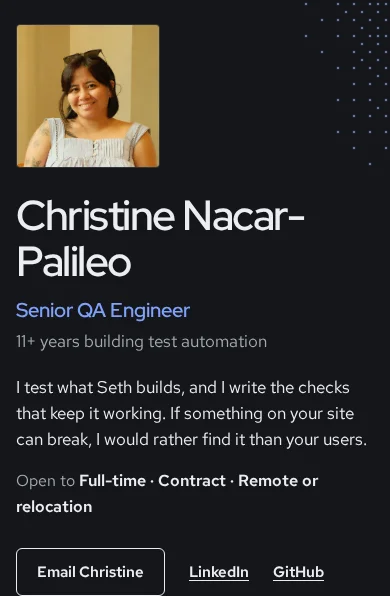 Christine Nacar-
Palileo
Senior QA Engineer
11+ years building test automation
I test what Seth builds, and I write the checks
that keep it working. If something on your site
can break, I would rather find it than your users.
Open to Full-time · Contract · Remote or
relocation
Email Christine LinkedIn GitHub